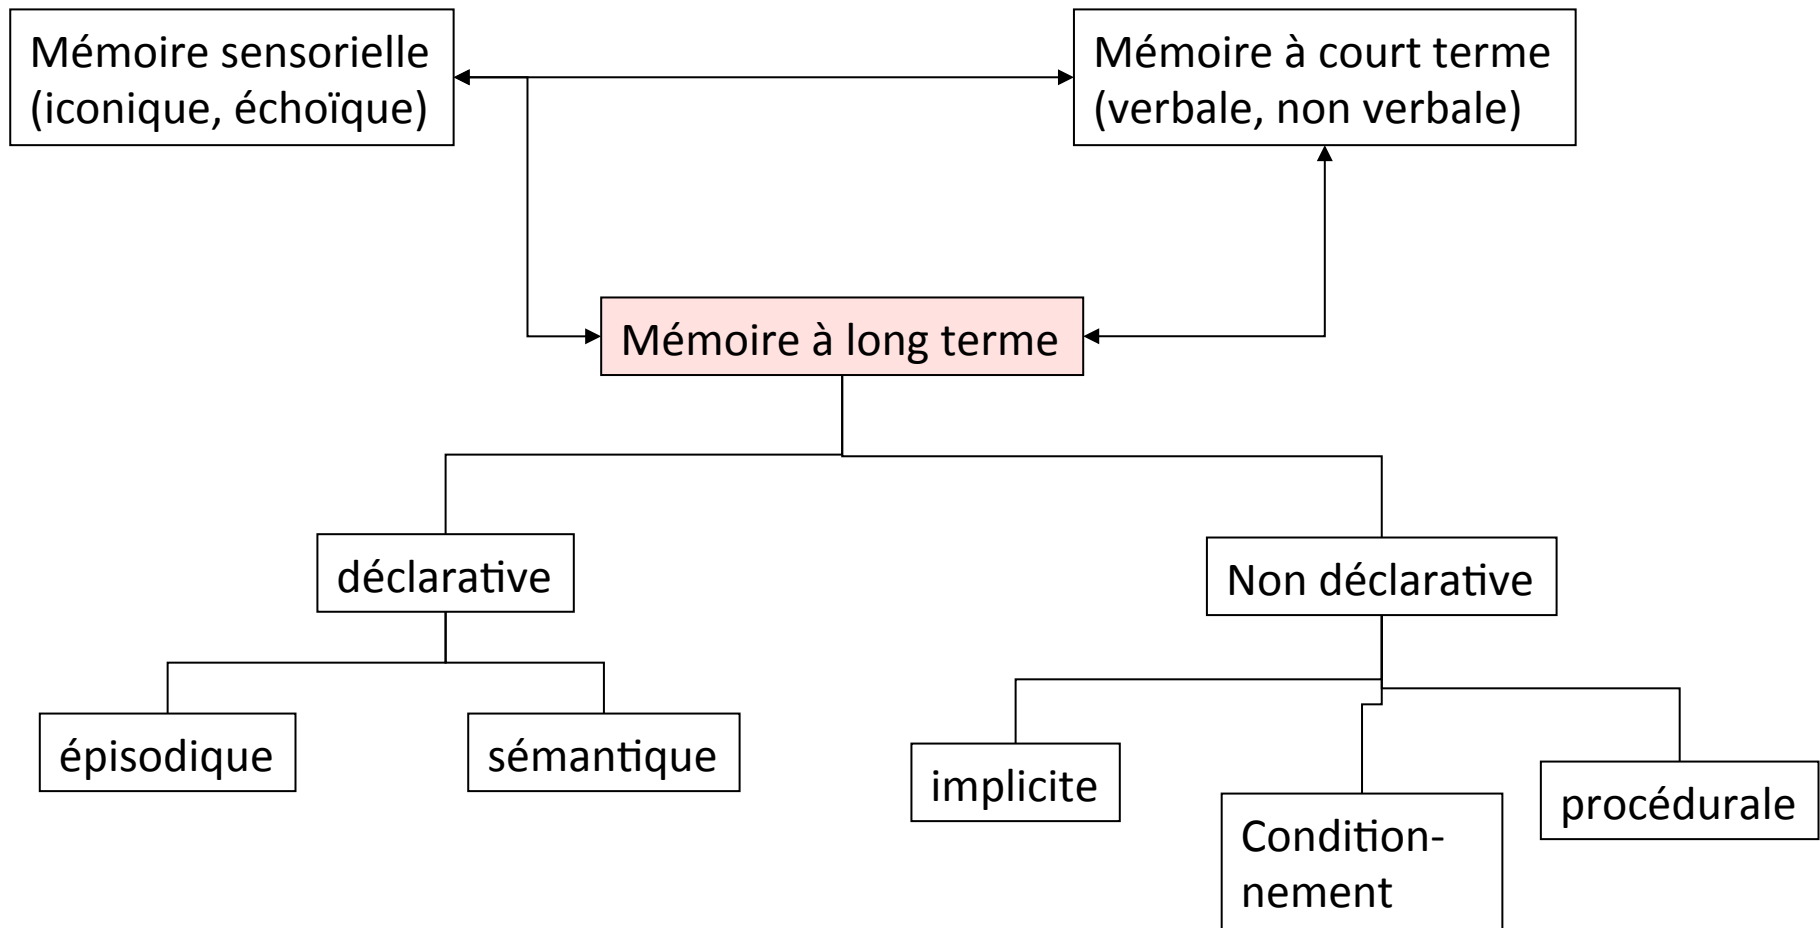 Mémoire sensorielle
(iconique, échoïque)
Mémoire à court terme
(verbale, non verbale)
Mémoire à long terme
déclarative
Non déclarative
épisodique
sémantique
implicite
Condition-
nement
procédurale